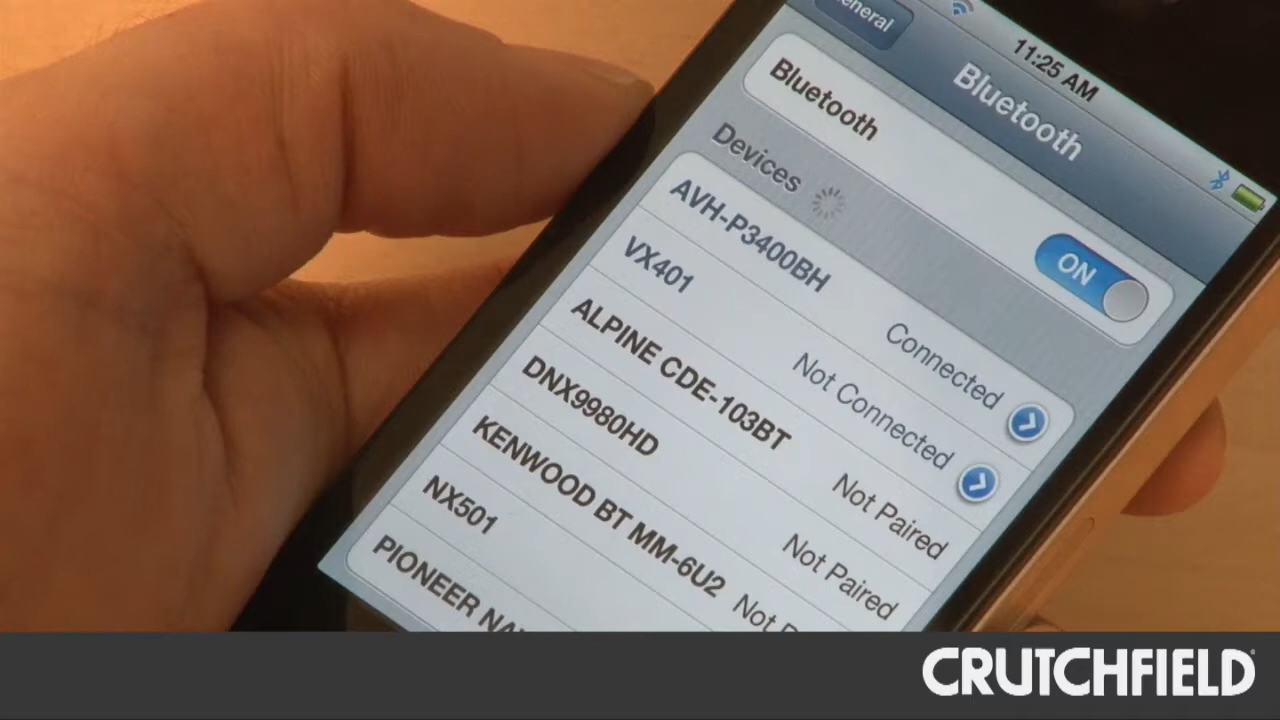 11:25 AM
General
Bluetooth
Bluetooth
ON
Devices
AVH-P3400BH Connected
VX401 Not Connected
ALPINE CDE-103BT Not Paired
DNX9980HD Not Paired
KENWOOD BT MM-6U2 Not
NX501
PIONEER
CRUTCHFIELD